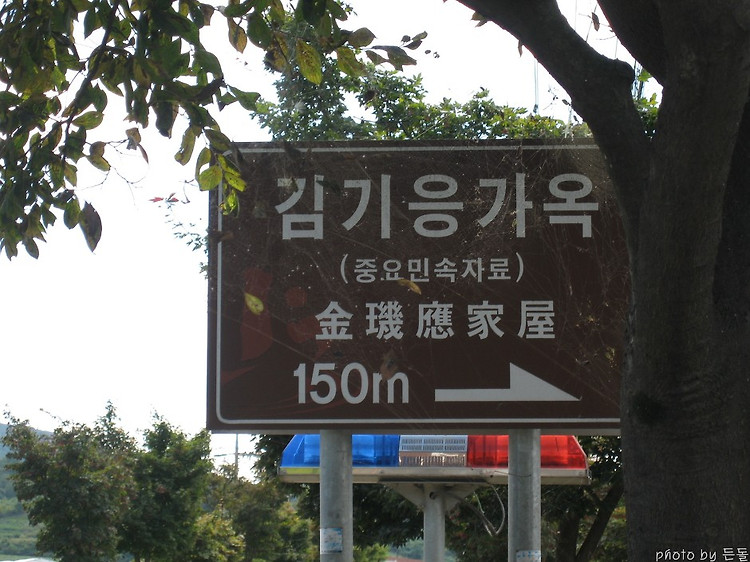 김기응가옥
(중요민속자료)
金璣應家屋
150m
photo by 든돌